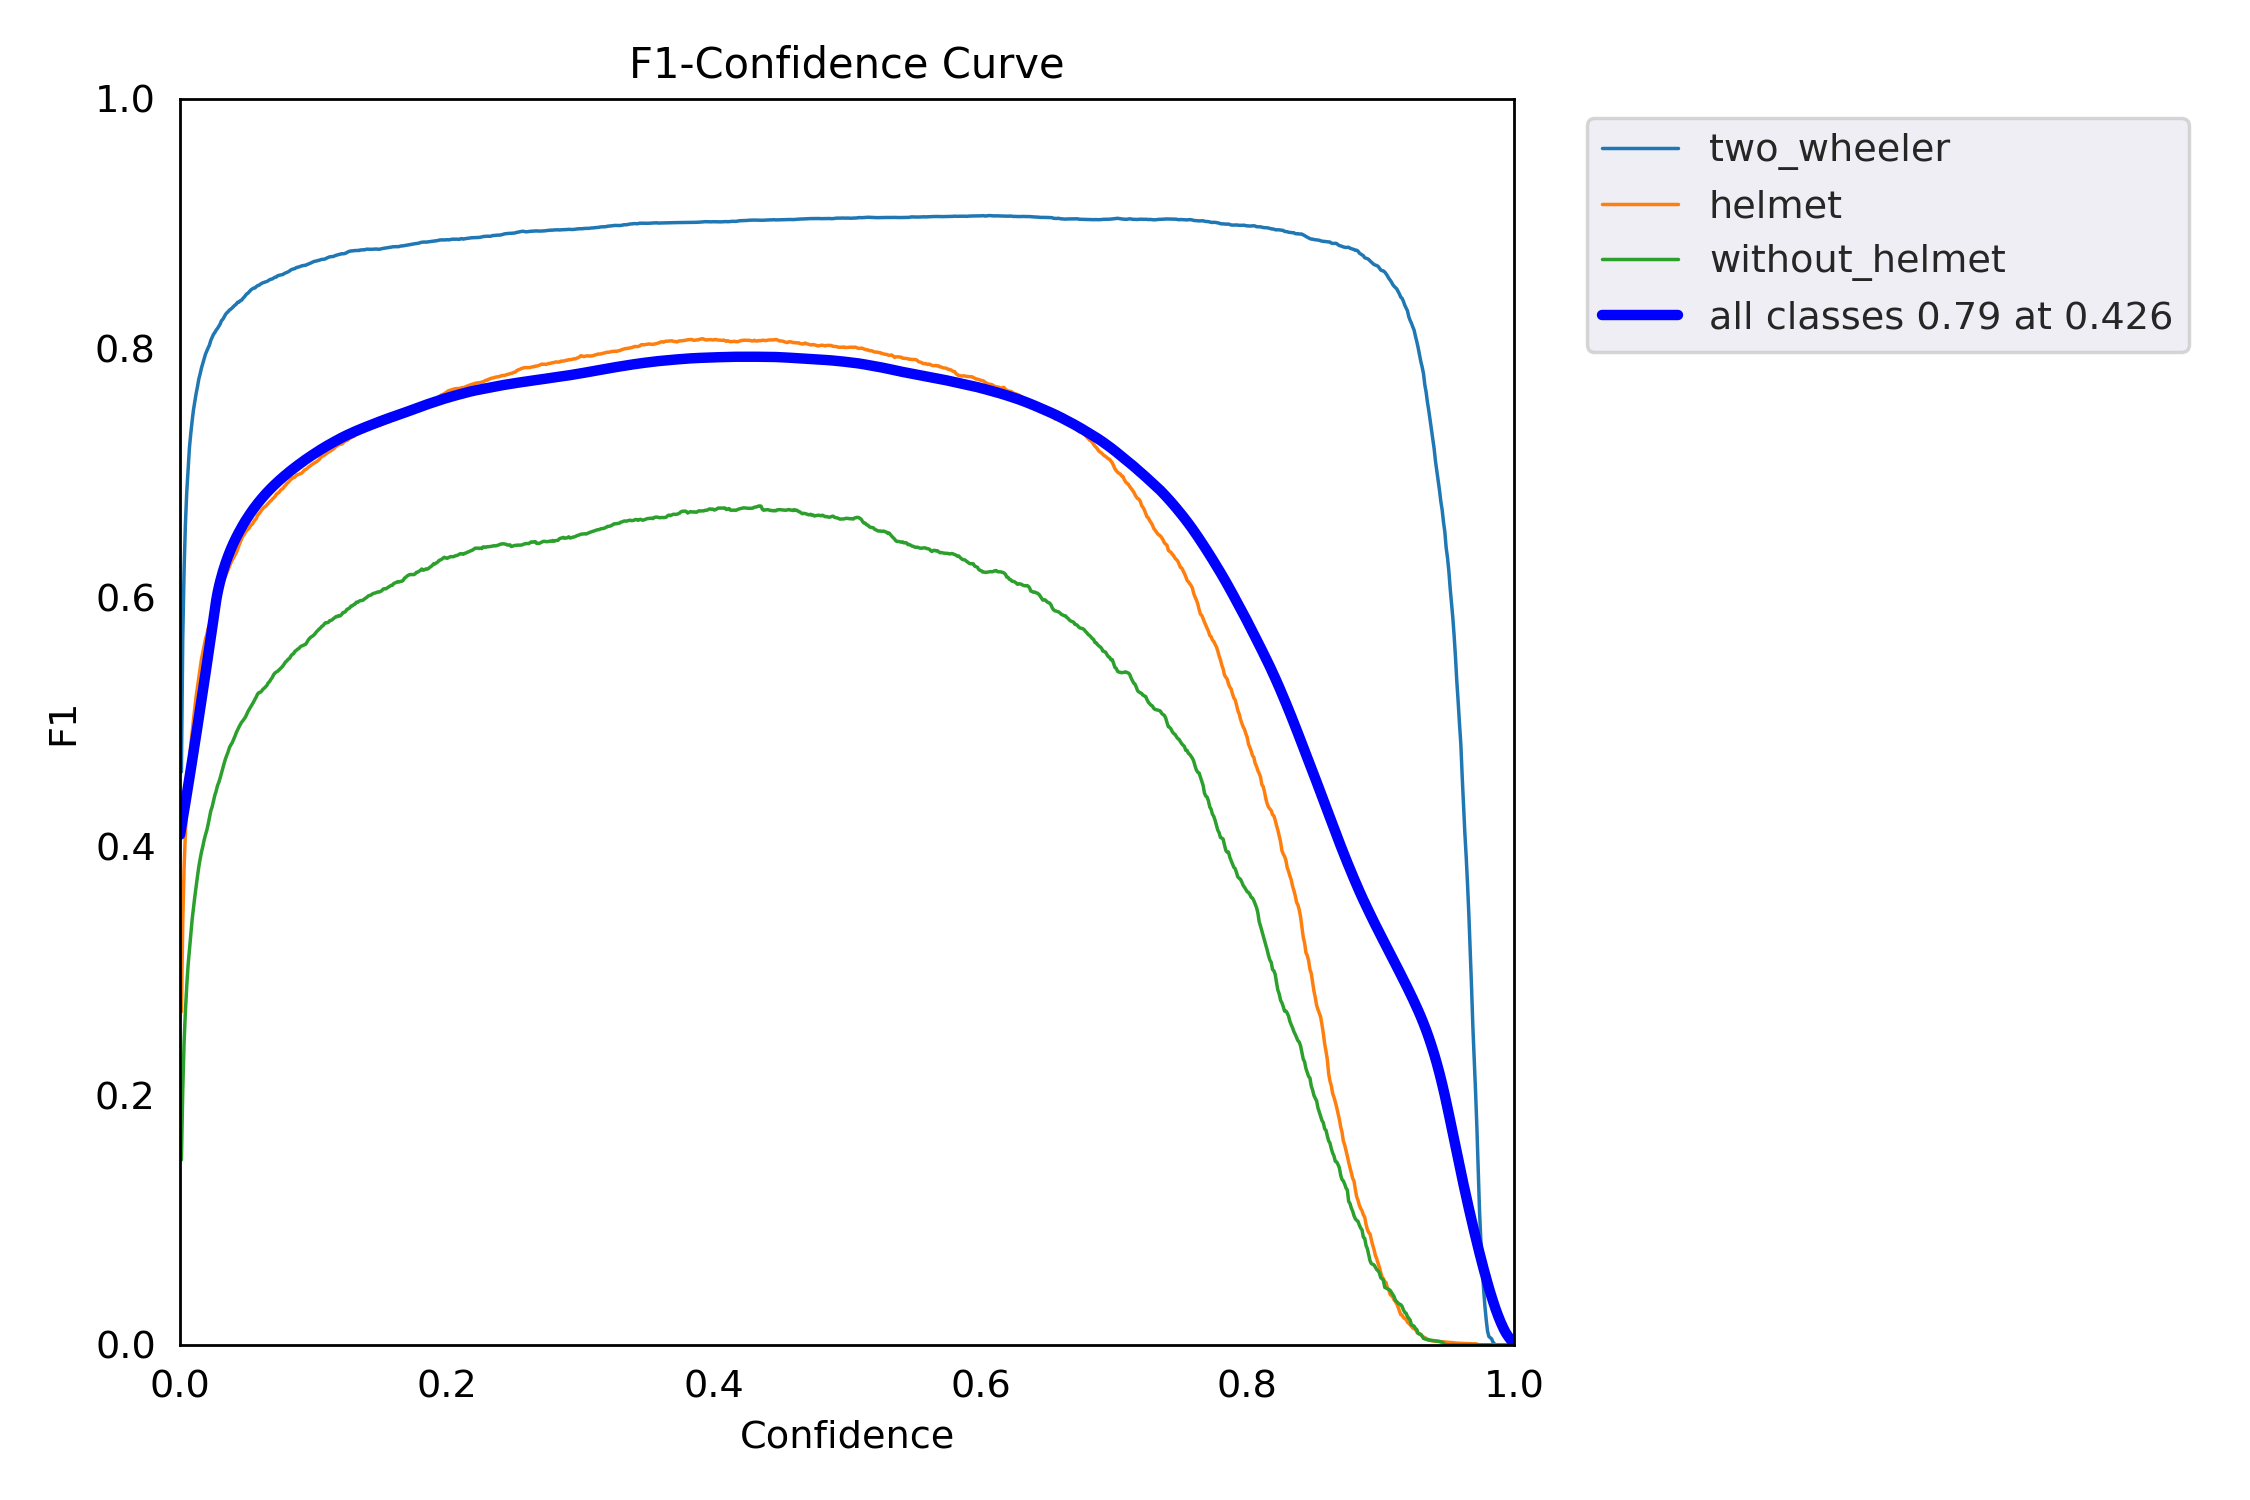 F1-Confidence Curve
1.0
0.8
0.6
0.4
0.2
0.0
F1
0.0 0.2 0.4 0.6 0.8 1.0
Confidence
two_wheeler
helmet
without_helmet
all classes 0.79 at 0.426